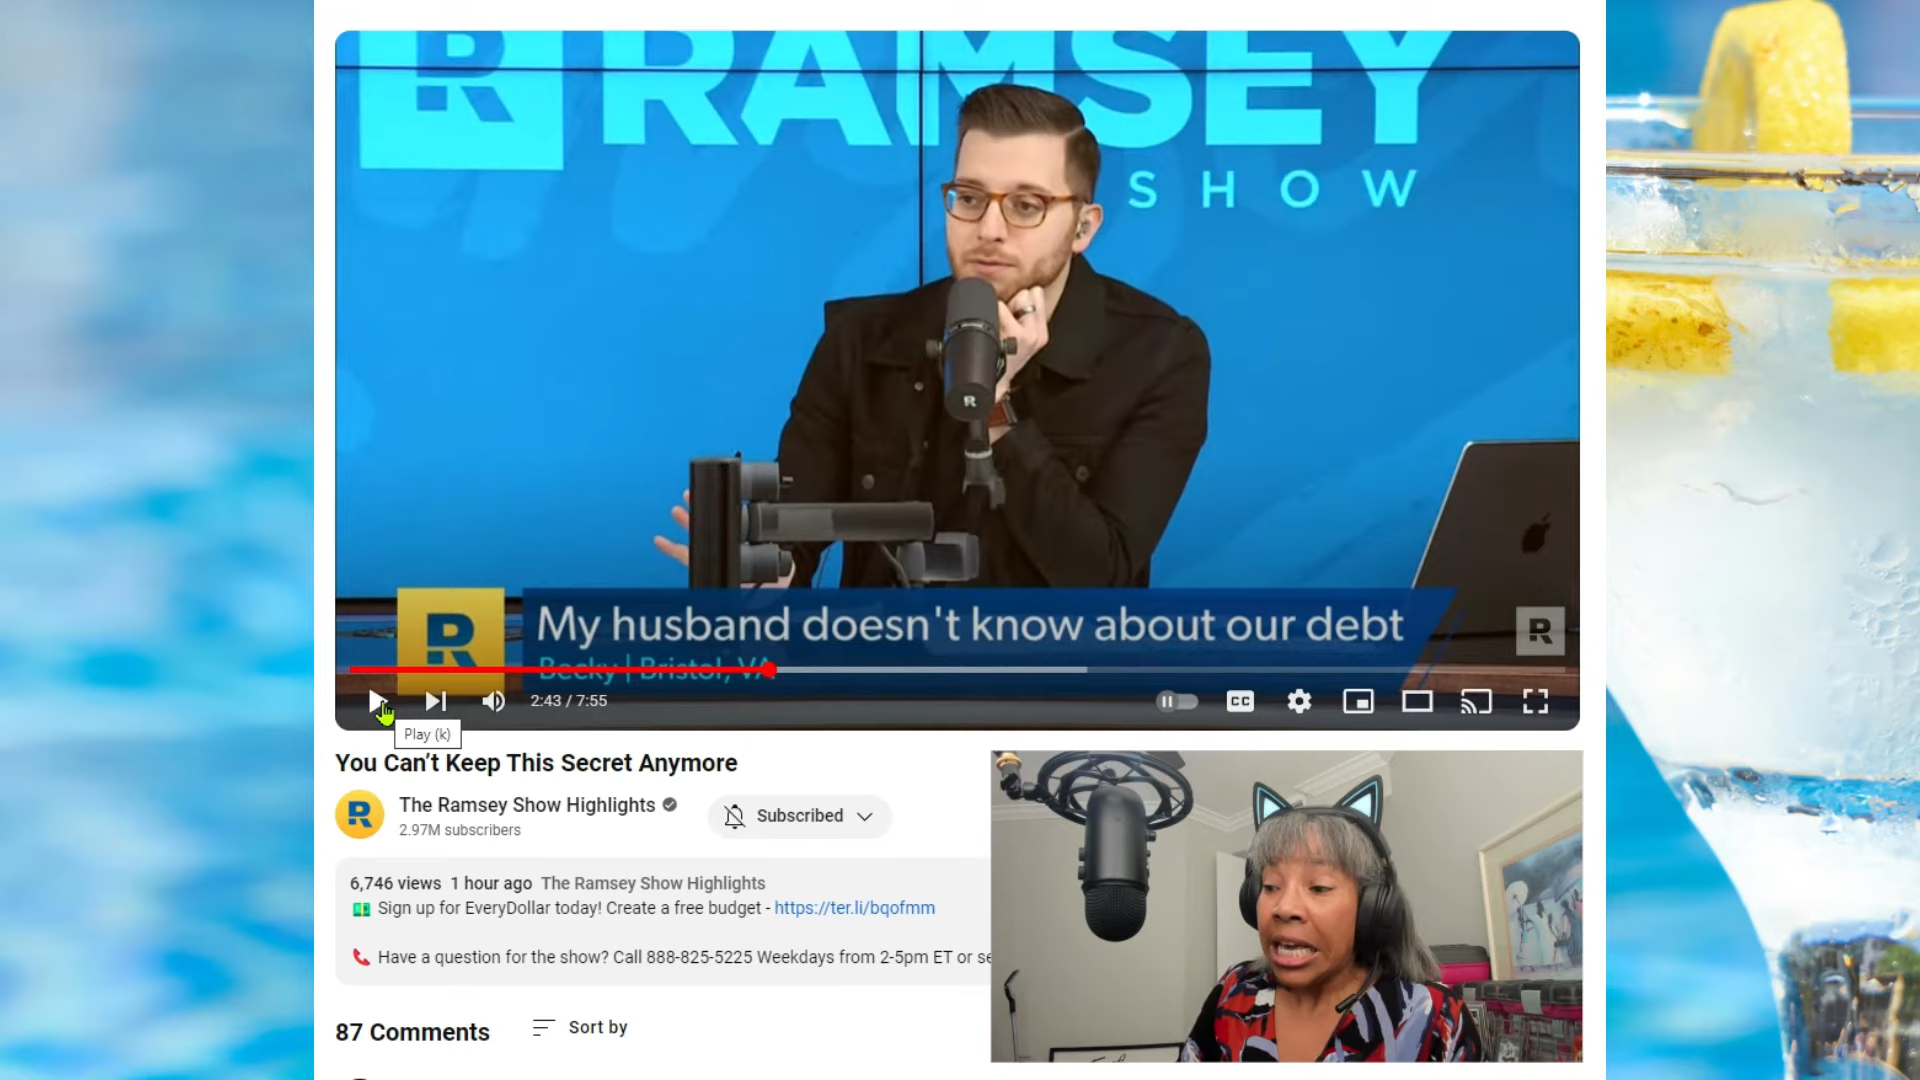 R RAMSEY
SHOW
R
My husband doesn't know about our debt
R
R
Becky | Bristol, VA
2:43 / 7:55
CC
Play (k)
You Can't Keep This Secret Anymore
R
The Ramsey Show Highlights
2.97M subscribers
Subscribed
6,746 views 1 hour ago The Ramsey Show Highlights
Sign up for EveryDollar today! Create a free budget - https://ter.li/bqofmm
Have a question for the show? Call 888-825-5225 Weekdays from 2-5pm ET or se
87 Comments
Sort by